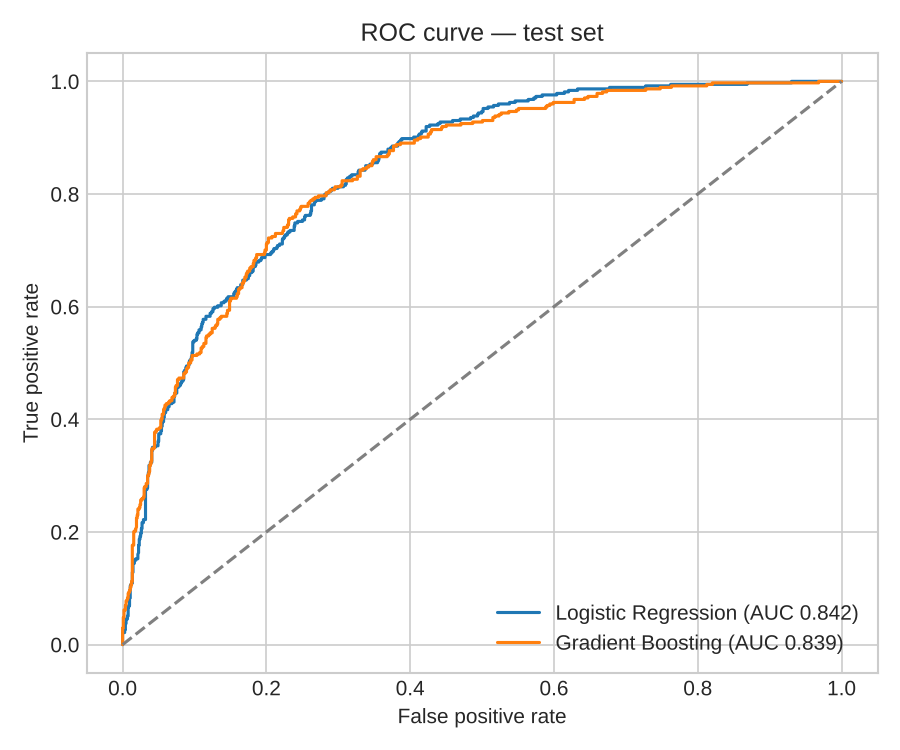 ROC curve — test set
True positive rate
1.0
0.8
0.6
0.4
0.2
0.0
Logistic Regression (AUC 0.842)
Gradient Boosting (AUC 0.839)
0.0 0.2 0.4 0.6 0.8 1.0
False positive rate